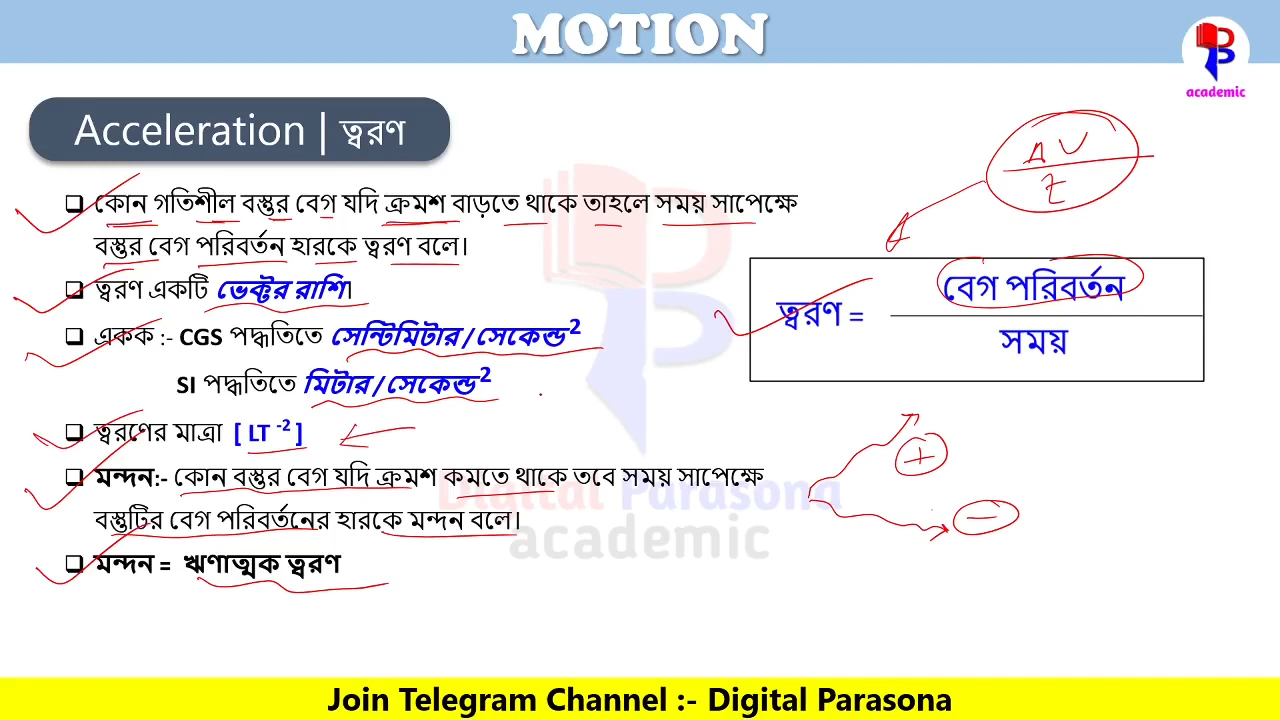 MOTION
academic
Acceleration | ত্বরণ
কোন গতিশীল বস্তুর বেগ যদি ক্রমশ বাড়তে থাকে তাহলে সময় সাপেক্ষে
বস্তুর বেগ পরিবর্তন হারকে ত্বরণ বলে।
ত্বরণ একটি ভেক্টর রাশি।
একক :- CGS পদ্ধতিতে সেন্টিমিটার/সেকেন্ড²
SI পদ্ধতিতে মিটার/সেকেন্ড²
ত্বরণের মাত্রা [ LT ⁻² ]
মন্দন:- কোন বস্তুর বেগ যদি ক্রমশ কমতে থাকে তবে সময় সাপেক্ষে
বস্তুটির বেগ পরিবর্তনের হারকে মন্দন বলে।
মন্দন = ঋণাত্মক ত্বরণ
Δ V
t
বেগ পরিবর্তন
ত্বরণ =
সময়
+
−
Digital Parasona
academic
Join Telegram Channel :- Digital Parasona